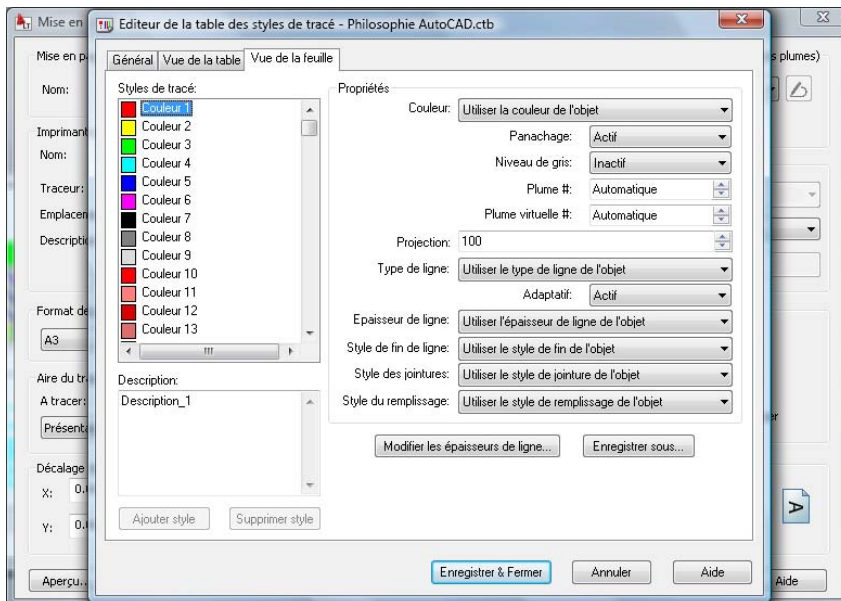 Mise en
Editeur de la table des styles de tracé - Philosophie AutoCAD.ctb
Général
Vue de la table
Vue de la feuille
Styles de tracé:
Couleur 1
Couleur 2
Couleur 3
Couleur 4
Couleur 5
Couleur 6
Couleur 7
Couleur 8
Couleur 9
Couleur 10
Couleur 11
Couleur 12
Couleur 13
Description:
Description_1
Ajouter style
Supprimer style
Propriétés
Couleur: Utiliser la couleur de l'objet
Panachage: Actif
Niveau de gris: Inactif
Plume #: Automatique
Plume virtuelle #: Automatique
Projection: 100
Type de ligne: Utiliser le type de ligne de l'objet
Adaptatif: Actif
Epaisseur de ligne: Utiliser l'épaisseur de ligne de l'objet
Style de fin de ligne: Utiliser le style de fin de l'objet
Style des jointures: Utiliser le style de jointure de l'objet
Style du remplissage: Utiliser le style de remplissage de l'objet
Modifier les épaisseurs de ligne...
Enregistrer sous...
Enregistrer & Fermer
Annuler
Aide
Mise en p
Nom:
Imprimant
Nom:
Traceur:
Emplacem
Descriptio
Format de
A3
Aire du tr
A tracer:
Présenta
Décalage
X: 0.0
Y: 0.0
Aperçu..
s plumes)
er
A
Aide